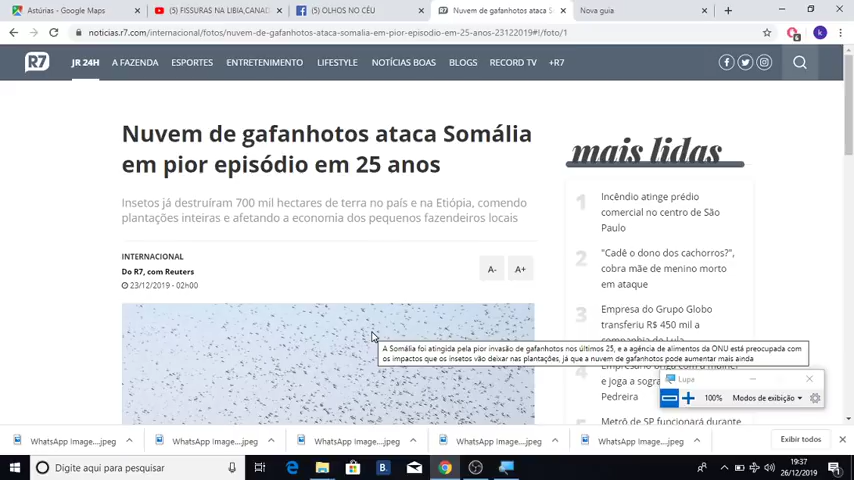 Astúrias - Google Maps
(5) FISSURAS NA LIBIA,CANAD
(5) OLHOS NO CÉU
Nuvem de gafanhotos ataca S
Nova guia
noticias.r7.com/internacional/fotos/nuvem-de-gafanhotos-ataca-somalia-em-pior-episodio-em-25-anos-23122019#!/foto/1
R7
JR 24H
A FAZENDA
ESPORTES
ENTRETENIMENTO
LIFESTYLE
NOTÍCIAS BOAS
BLOGS
RECORD TV
+R7
Nuvem de gafanhotos ataca Somália
em pior episódio em 25 anos
Insetos já destruíram 700 mil hectares de terra no país e na Etiópia, comendo
plantações inteiras e afetando a economia dos pequenos fazendeiros locais
INTERNACIONAL
Do R7, com Reuters
23/12/2019 - 02h00
A-
A+
A Somália foi atingida pela pior invasão de gafanhotos nos últimos 25, e a agência de alimentos da ONU está preocupada com
os impactos que os insetos vão deixar nas plantações, já que a nuvem de gafanhotos pode aumentar mais ainda
mais lidas
1
Incêndio atinge prédio
comercial no centro de São
Paulo
2
"Cadê o dono dos cachorros?",
cobra mãe de menino morto
em ataque
3
Empresa do Grupo Globo
transferiu R$ 450 mil a
4
e joga a sogra
Pedreira
Metrô de SP funcionará durante
Lupa
100%
Modos de exibição
WhatsApp Image....jpeg
WhatsApp Image....jpeg
WhatsApp Image....jpeg
WhatsApp Image....jpeg
WhatsApp Image....jpeg
Exibir todos
Digite aqui para pesquisar
19:37
26/12/2019